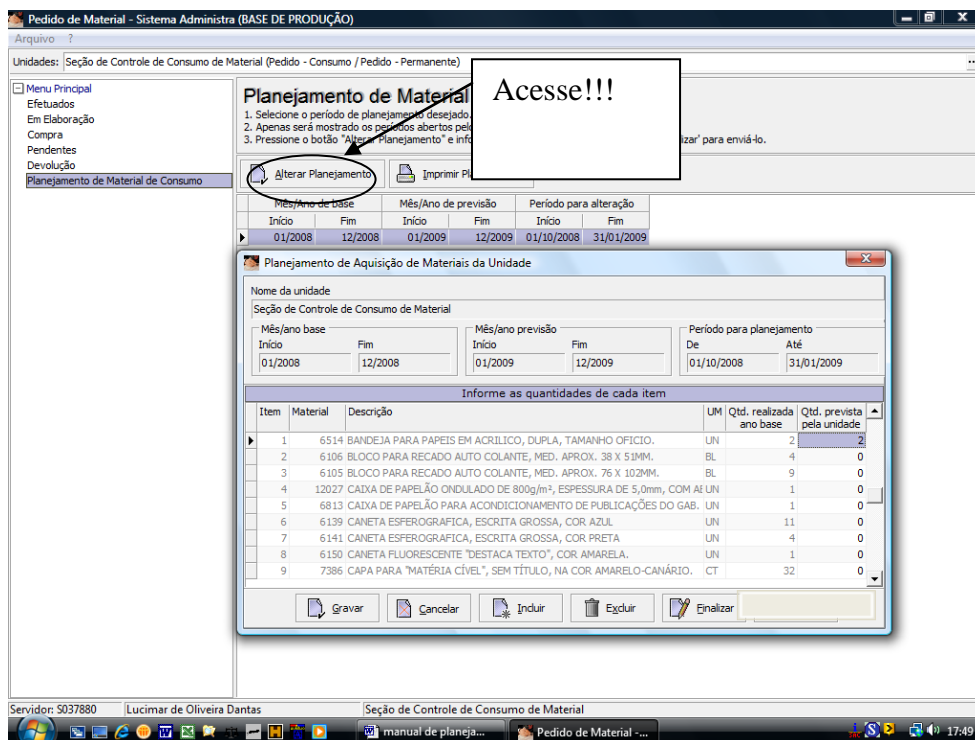 Pedido de Material - Sistema Administra (BASE DE PRODUÇÃO)
Arquivo ?
Unidades: Seção de Controle de Consumo de Material (Pedido - Consumo / Pedido - Permanente)
Menu Principal
Efetuados
Em Elaboração
Compra
Pendentes
Devolução
Planejamento de Material de Consumo
Planejamento de Material
1. Selecione o período de planejamento desejado.
2. Apenas será mostrado os períodos abertos pelo
3. Pressione o botão "Alterar Planejamento" e info izar' para enviá-lo.
Acesse!!!
Alterar Planejamento Imprimir Pl
Mês/Ano de base Mês/Ano de previsão Período para alteração
Início Fim Início Fim Início Fim
01/2008 12/2008 01/2009 12/2009 01/10/2008 31/01/2009
Planejamento de Aquisição de Materiais da Unidade
Nome da unidade
Seção de Controle de Consumo de Material
Mês/ano base Mês/ano previsão Período para planejamento
Início Fim Início Fim De Até
01/2008 12/2008 01/2009 12/2009 01/10/2008 31/01/2009
Informe as quantidades de cada item
Item Material Descrição UM Qtd. realizada ano base Qtd. prevista pela unidade
1 6514 BANDEJA PARA PAPEIS EM ACRILICO, DUPLA, TAMANHO OFICIO. UN 2 2
2 6106 BLOCO PARA RECADO AUTO COLANTE, MED. APROX. 38 X 51MM. BL 4 0
3 6105 BLOCO PARA RECADO AUTO COLANTE, MED. APROX. 76 X 102MM. BL 9 0
4 12027 CAIXA DE PAPELÃO ONDULADO DE 800g/m², ESPESSURA DE 5,0mm, COM AE UN 1 0
5 6813 CAIXA DE PAPELÃO PARA ACONDICIONAMENTO DE PUBLICAÇÕES DO GAB. UN 1 0
6 6139 CANETA ESFEROGRAFICA, ESCRITA GROSSA, COR AZUL UN 11 0
7 6141 CANETA ESFEROGRAFICA, ESCRITA GROSSA, COR PRETA UN 4 0
8 6150 CANETA FLUORESCENTE "DESTACA TEXTO", COR AMARELA. UN 1 0
9 7386 CAPA PARA "MATÉRIA CÍVEL", SEM TÍTULO, NA COR AMARELO-CANÁRIO. CT 32 0
Gravar Cancelar Incluir Excluir Finalizar
Servidor: S037880 Lucimar de Oliveira Dantas Seção de Controle de Consumo de Material
manual de planeja... Pedido de Material -... 17:49